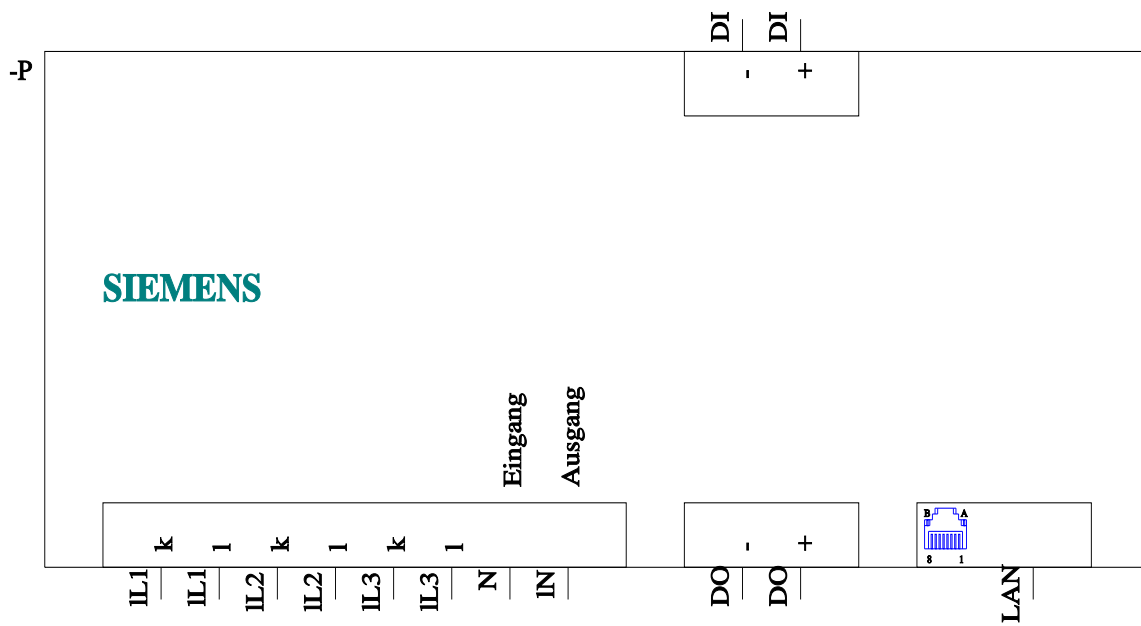 DI
DI
-P
-
+
SIEMENS
Eingang
Ausgang
k
l
k
l
k
l
-
+
B
A
8
1
IL1
IL1
IL2
IL2
IL3
IL3
N
IN
DO
DO
LAN